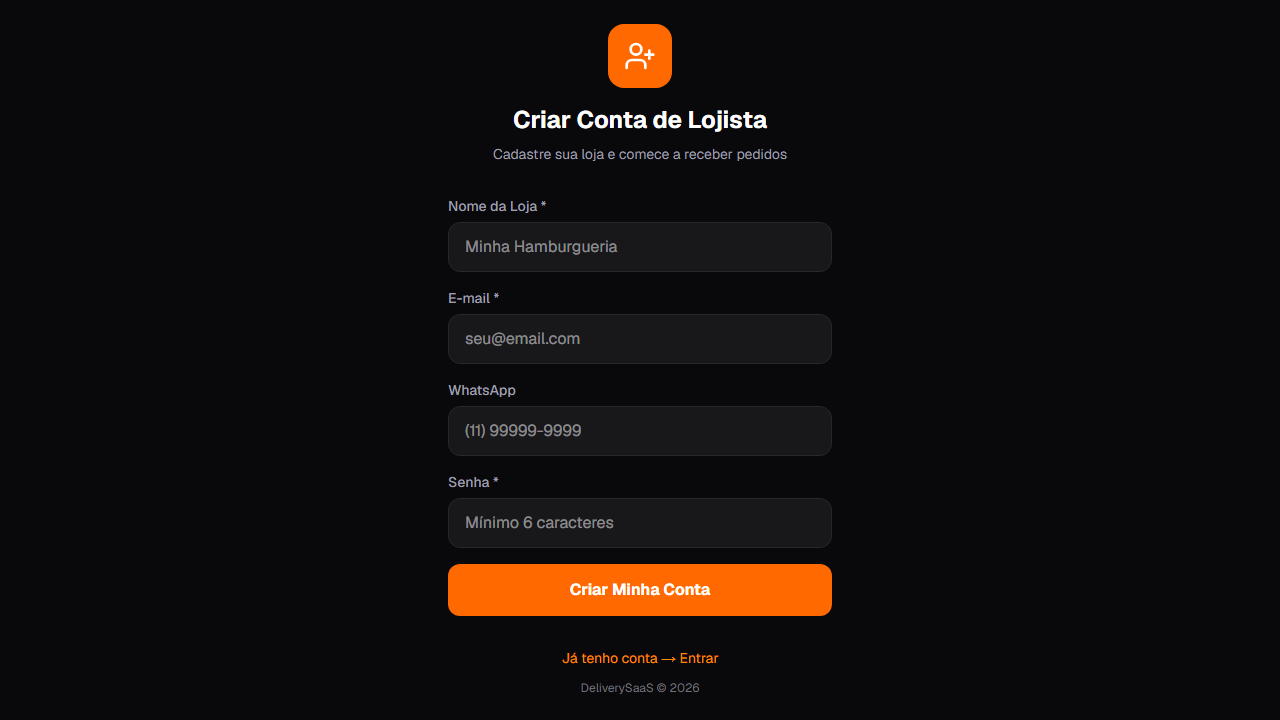 Criar Conta de Lojista
Cadastre sua loja e comece a receber pedidos
Nome da Loja *
Minha Hamburgueria
E-mail *
seu@email.com
WhatsApp
(11) 99999-9999
Senha *
Mínimo 6 caracteres
Criar Minha Conta
Já tenho conta → Entrar
DeliverySaaS © 2026